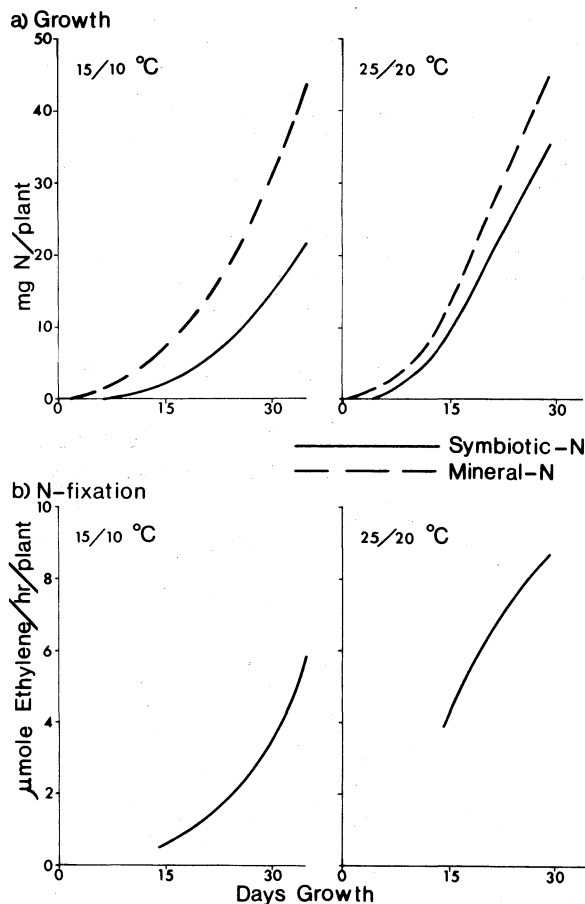 a) Growth
50
40
30
20
10
0
mg N/plant
15/10 °C
25/20 °C
0 15 30
0 15 30
Symbiotic-N
Mineral-N
b) N-fixation
10
8
6
4
2
0
μmole Ethylene/hr/plant
15/10 °C
25/20 °C
15 30
15 30
Days Growth